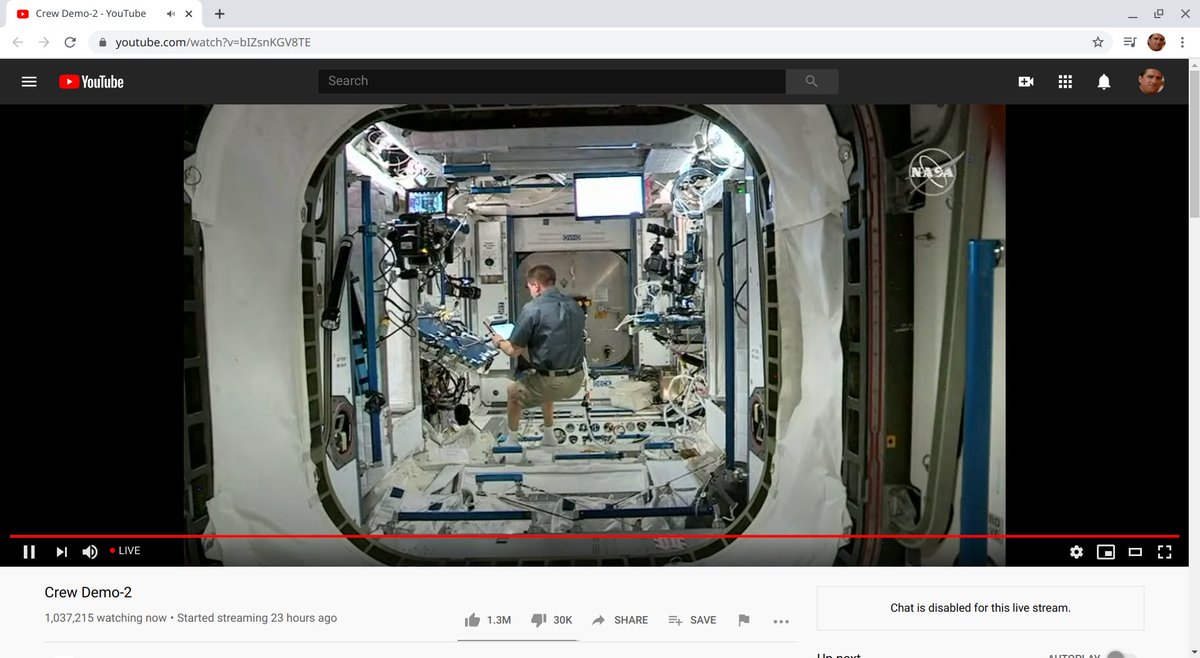 Crew Demo-2 - YouTube
youtube.com/watch?v=bIZsnKGV8TE
YouTube
Search
NASA
OVHD
DECK
LIVE
Crew Demo-2
1,037,215 watching now • Started streaming 23 hours ago
1.3M
30K
SHARE
SAVE
Chat is disabled for this live stream.
Up next
AUTOPLAY